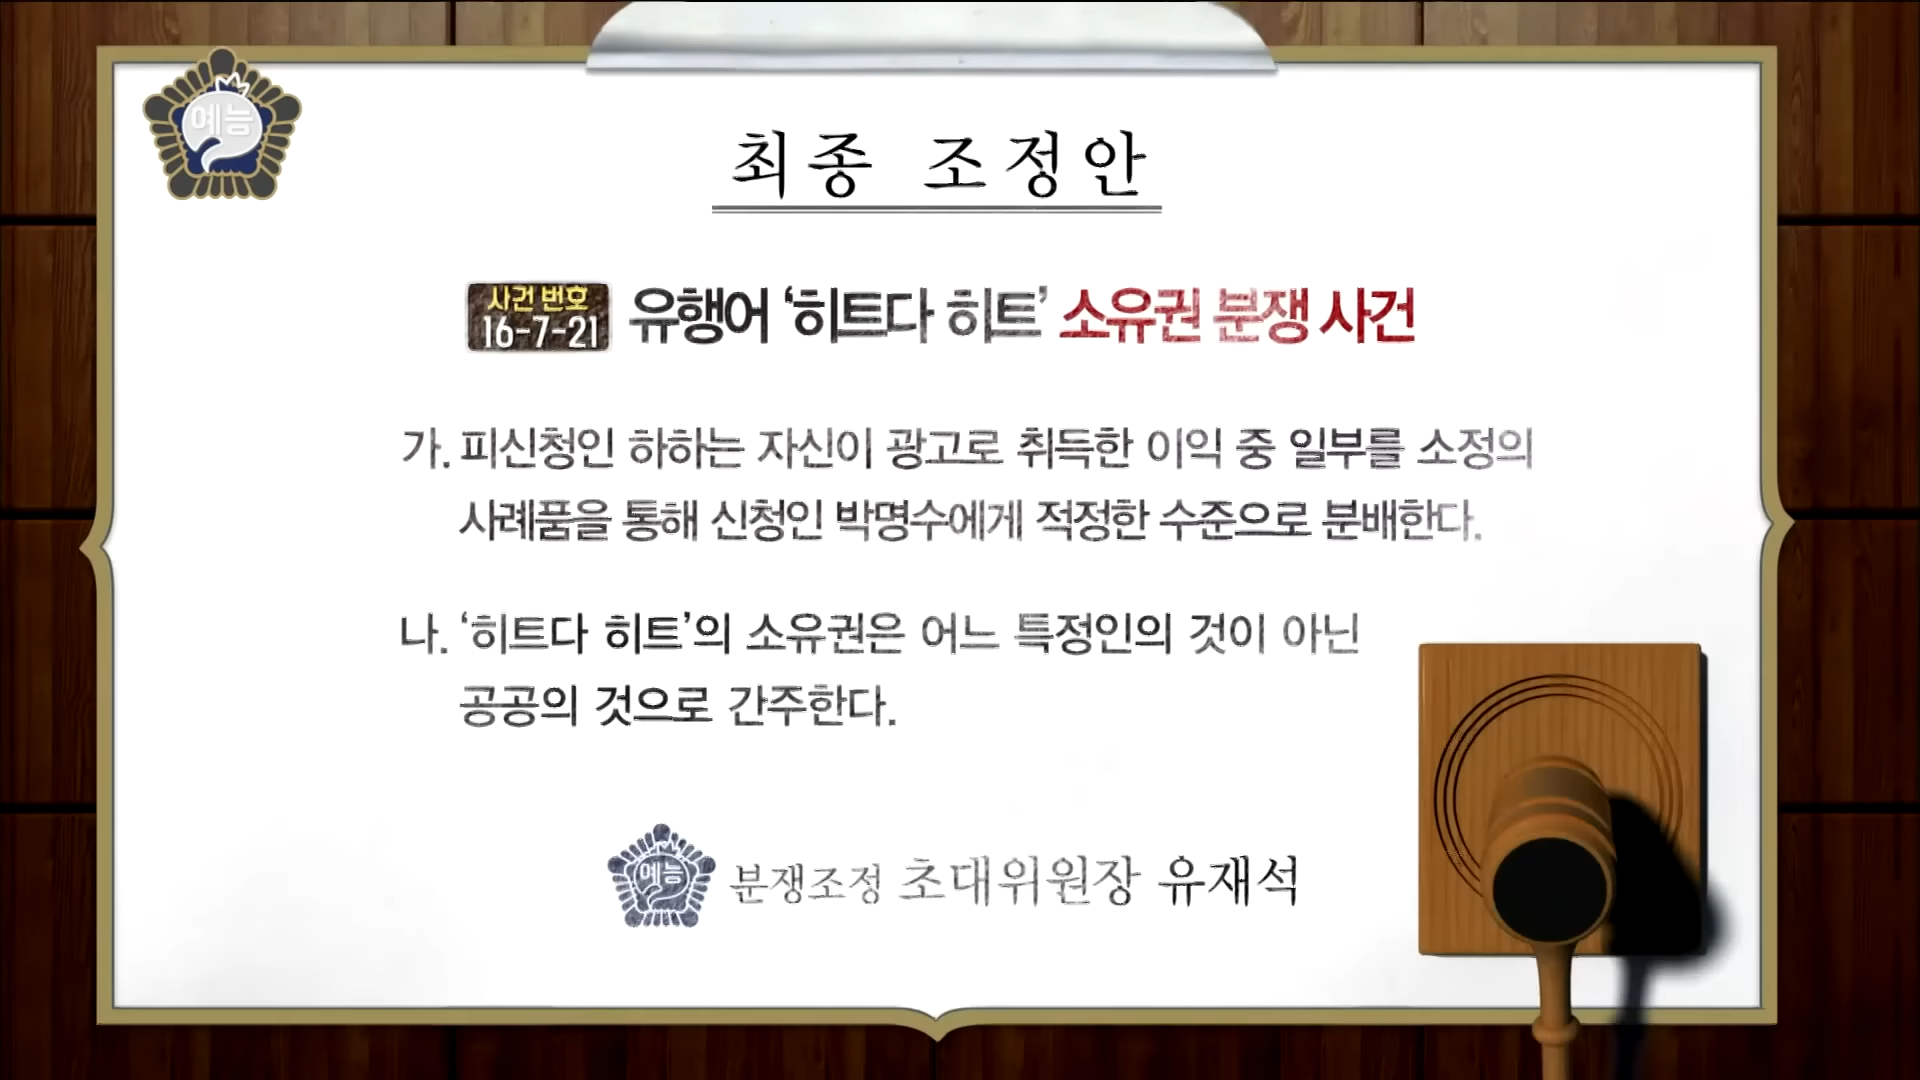 예능
최종 조정안
사건 번호
16-7-21
유행어 ‘히트다 히트’ 소유권 분쟁 사건
가. 피신청인 하하는 자신이 광고로 취득한 이익 중 일부를 소정의
사례품을 통해 신청인 박명수에게 적정한 수준으로 분배한다.
나. ‘히트다 히트’의 소유권은 어느 특정인의 것이 아닌
공공의 것으로 간주한다.
예능
분쟁조정 초대위원장 유재석